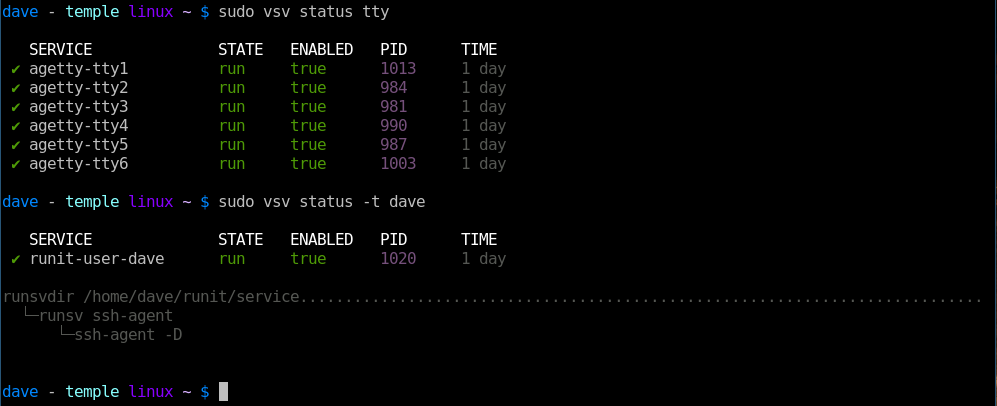 dave - temple linux ~ $ sudo vsv status tty
SERVICE STATE ENABLED PID TIME
✔ agetty-tty1 run true 1013 1 day
✔ agetty-tty2 run true 984 1 day
✔ agetty-tty3 run true 981 1 day
✔ agetty-tty4 run true 990 1 day
✔ agetty-tty5 run true 987 1 day
✔ agetty-tty6 run true 1003 1 day
dave - temple linux ~ $ sudo vsv status -t dave
SERVICE STATE ENABLED PID TIME
✔ runit-user-dave run true 1020 1 day
runsvdir /home/dave/runit/service............................................................................
└─runsv ssh-agent
└─ssh-agent -D
dave - temple linux ~ $